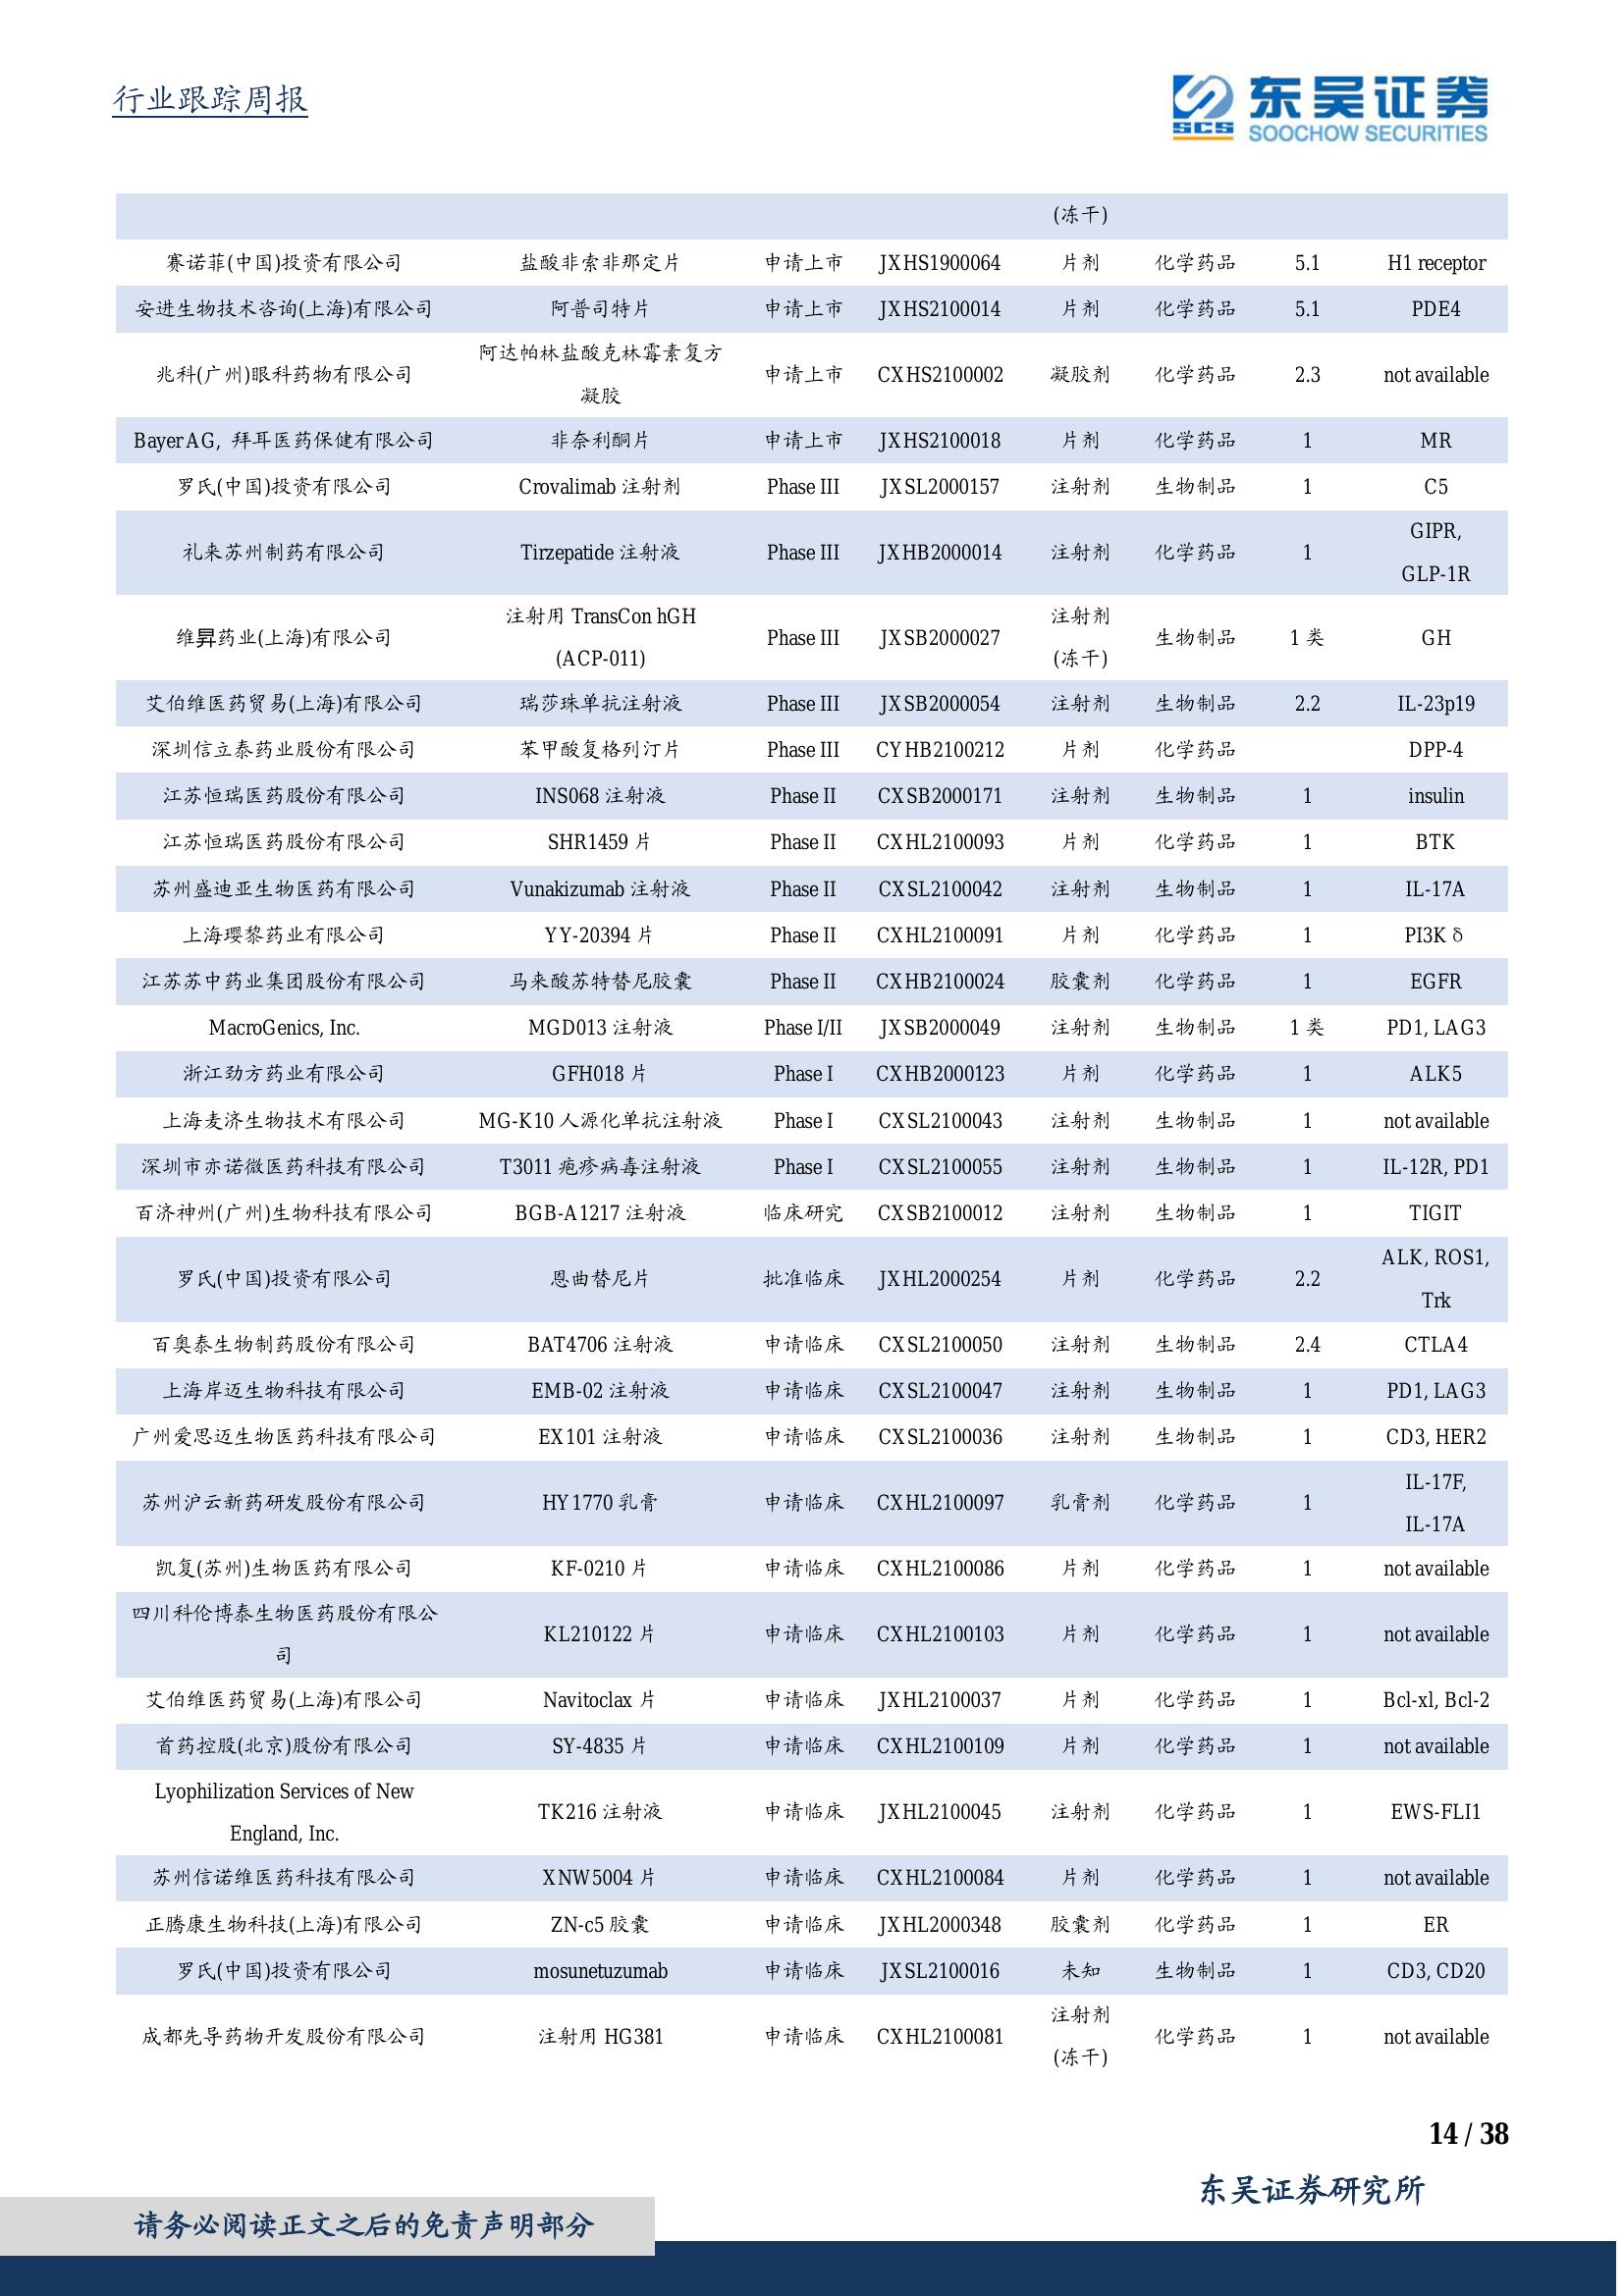 行业跟踪周报
SCS 东吴证券
SOOCHOW SECURITIES
(冻干)
赛诺菲(中国)投资有限公司 盐酸非索非那定片 申请上市 JXHS1900064 片剂 化学药品 5.1 H1 receptor
安进生物技术咨询(上海)有限公司 阿普司特片 申请上市 JXHS2100014 片剂 化学药品 5.1 PDE4
兆科(广州)眼科药物有限公司 阿达帕林盐酸克林霉素复方
凝胶 申请上市 CXHS2100002 凝胶剂 化学药品 2.3 not available
Bayer AG, 拜耳医药保健有限公司 非奈利酮片 申请上市 JXHS2100018 片剂 化学药品 1 MR
罗氏(中国)投资有限公司 Crovalimab 注射剂 Phase III JXSL2000157 注射剂 生物制品 1 C5
礼来苏州制药有限公司 Tirzepatide 注射液 Phase III JXHB2000014 注射剂 化学药品 1 GIPR,
GLP-1R
维昇药业(上海)有限公司 注射用 TransCon hGH
(ACP-011) Phase III JXSB2000027 注射剂
(冻干) 生物制品 1 类 GH
艾伯维医药贸易(上海)有限公司 瑞莎珠单抗注射液 Phase III JXSB2000054 注射剂 生物制品 2.2 IL-23p19
深圳信立泰药业股份有限公司 苯甲酸复格列汀片 Phase III CYHB2100212 片剂 化学药品 DPP-4
江苏恒瑞医药股份有限公司 INS068 注射液 Phase II CXSB2000171 注射剂 生物制品 1 insulin
江苏恒瑞医药股份有限公司 SHR1459 片 Phase II CXHL2100093 片剂 化学药品 1 BTK
苏州盛迪亚生物医药有限公司 Vunakizumab 注射液 Phase II CXSL2100042 注射剂 生物制品 1 IL-17A
上海璎黎药业有限公司 YY-20394 片 Phase II CXHL2100091 片剂 化学药品 1 PI3K δ
江苏苏中药业集团股份有限公司 马来酸苏特替尼胶囊 Phase II CXHB2100024 胶囊剂 化学药品 1 EGFR
MacroGenics, Inc. MGD013 注射液 Phase I/II JXSB2000049 注射剂 生物制品 1 类 PD1, LAG3
浙江劲方药业有限公司 GFH018 片 Phase I CXHB2000123 片剂 化学药品 1 ALK5
上海麦济生物技术有限公司 MG-K10 人源化单抗注射液 Phase I CXSL2100043 注射剂 生物制品 1 not available
深圳市亦诺微医药科技有限公司 T3011 疱疹病毒注射液 Phase I CXSL2100055 注射剂 生物制品 1 IL-12R, PD1
百济神州(广州)生物科技有限公司 BGB-A1217 注射液 临床研究 CXSB2100012 注射剂 生物制品 1 TIGIT
罗氏(中国)投资有限公司 恩曲替尼片 批准临床 JXHL2000254 片剂 化学药品 2.2 ALK, ROS1,
Trk
百奥泰生物制药股份有限公司 BAT4706 注射液 申请临床 CXSL2100050 注射剂 生物制品 2.4 CTLA4
上海岸迈生物科技有限公司 EMB-02 注射液 申请临床 CXSL2100047 注射剂 生物制品 1 PD1, LAG3
广州爱思迈生物医药科技有限公司 EX101 注射液 申请临床 CXSL2100036 注射剂 生物制品 1 CD3, HER2
苏州沪云新药研发股份有限公司 HY1770 乳膏 申请临床 CXHL2100097 乳膏剂 化学药品 1 IL-17F,
IL-17A
凯复(苏州)生物医药有限公司 KF-0210 片 申请临床 CXHL2100086 片剂 化学药品 1 not available
四川科伦博泰生物医药股份有限公
司 KL210122 片 申请临床 CXHL2100103 片剂 化学药品 1 not available
艾伯维医药贸易(上海)有限公司 Navitoclax 片 申请临床 JXHL2100037 片剂 化学药品 1 Bcl-xl, Bcl-2
首药控股(北京)股份有限公司 SY-4835 片 申请临床 CXHL2100109 片剂 化学药品 1 not available
Lyophilization Services of New
England, Inc. TK216 注射液 申请临床 JXHL2100045 注射剂 化学药品 1 EWS-FLI1
苏州信诺维医药科技有限公司 XNW5004 片 申请临床 CXHL2100084 片剂 化学药品 1 not available
正腾康生物科技(上海)有限公司 ZN-c5 胶囊 申请临床 JXHL2000348 胶囊剂 化学药品 1 ER
罗氏(中国)投资有限公司 mosunetuzumab 申请临床 JXSL2100016 未知 生物制品 1 CD3, CD20
成都先导药物开发股份有限公司 注射用 HG381 申请临床 CXHL2100081 注射剂
(冻干) 化学药品 1 not available
14 / 38
东吴证券研究所
请务必阅读正文之后的免责声明部分